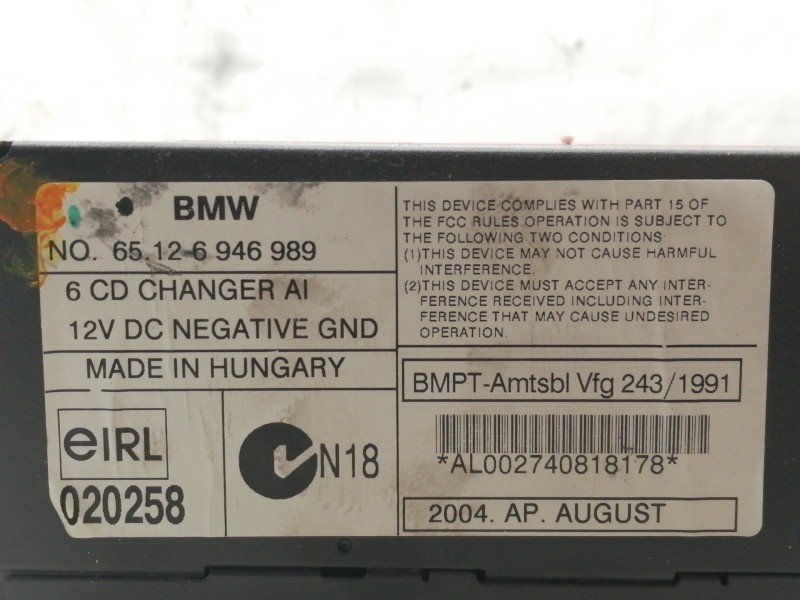 BMW
NO. 65.12-6 946 989
6 CD CHANGER AI
12V DC NEGATIVE GND
MADE IN HUNGARY
eIRL
020258
N18
THIS DEVICE COMPLIES WITH PART 15 OF
THE FCC RULES.OPERATION IS SUBJECT TO
THE FOLLOWING TWO CONDITIONS:
(1)THIS DEVICE MAY NOT CAUSE HARMFUL
INTERFERENCE.
(2)THIS DEVICE MUST ACCEPT ANY INTER-
FERENCE RECEIVED INCLUDING INTER-
FERENCE THAT MAY CAUSE UNDESIRED
OPERATION.
BMPT-Amtsbl Vfg 243/1991
*AL002740818178*
2004. AP. AUGUST